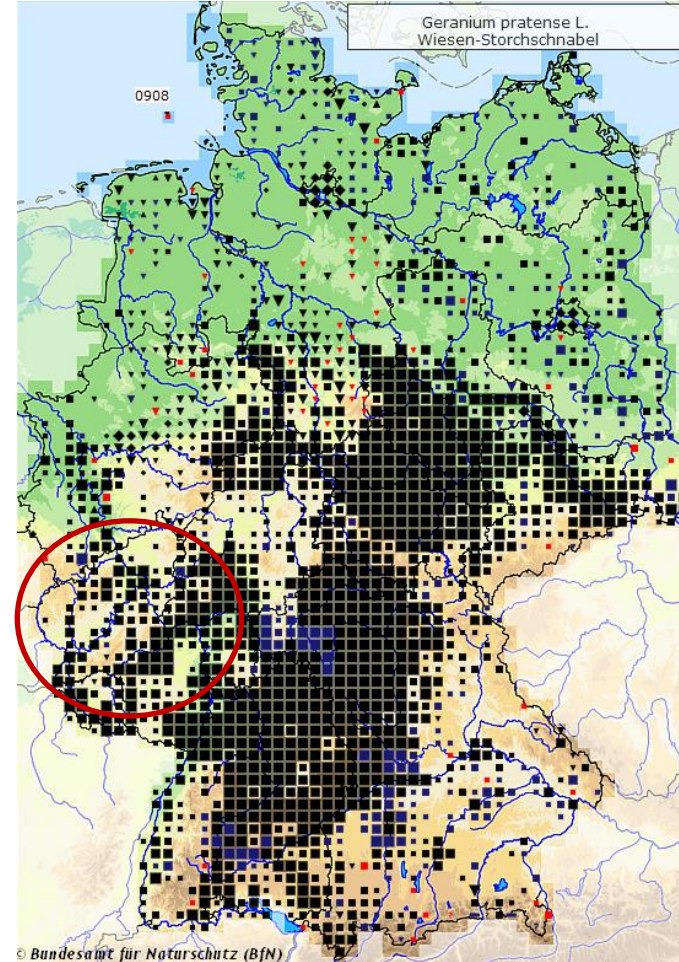 Geranium pratense L.
Wiesen-Storchschnabel
0908
© Bundesamt für Naturschutz (BfN)